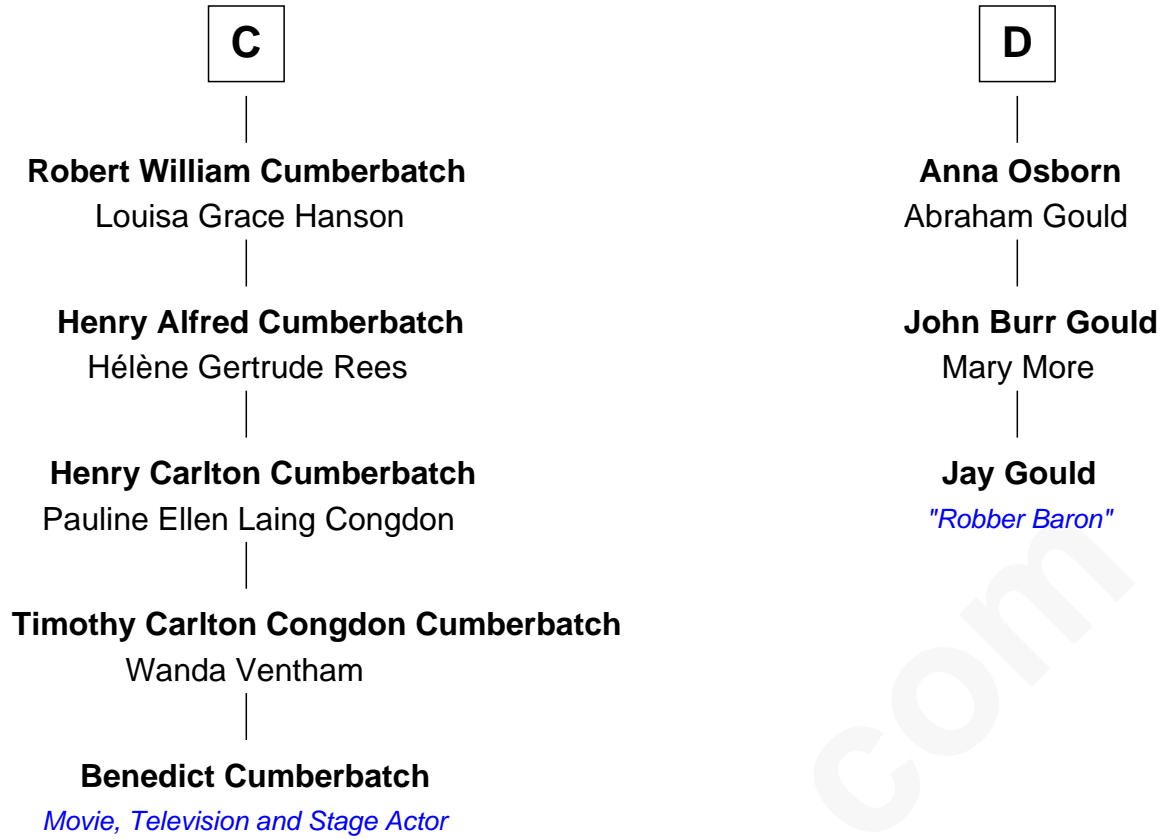 C
Robert William Cumberbatch
Louisa Grace Hanson
Henry Alfred Cumberbatch
Hélène Gertrude Rees
Henry Carlton Cumberbatch
Pauline Ellen Laing Congdon
Timothy Carlton Congdon Cumberbatch
Wanda Ventham
Benedict Cumberbatch
Movie, Television and Stage Actor
D
Anna Osborn
Abraham Gould
John Burr Gould
Mary More
Jay Gould
"Robber Baron"
com